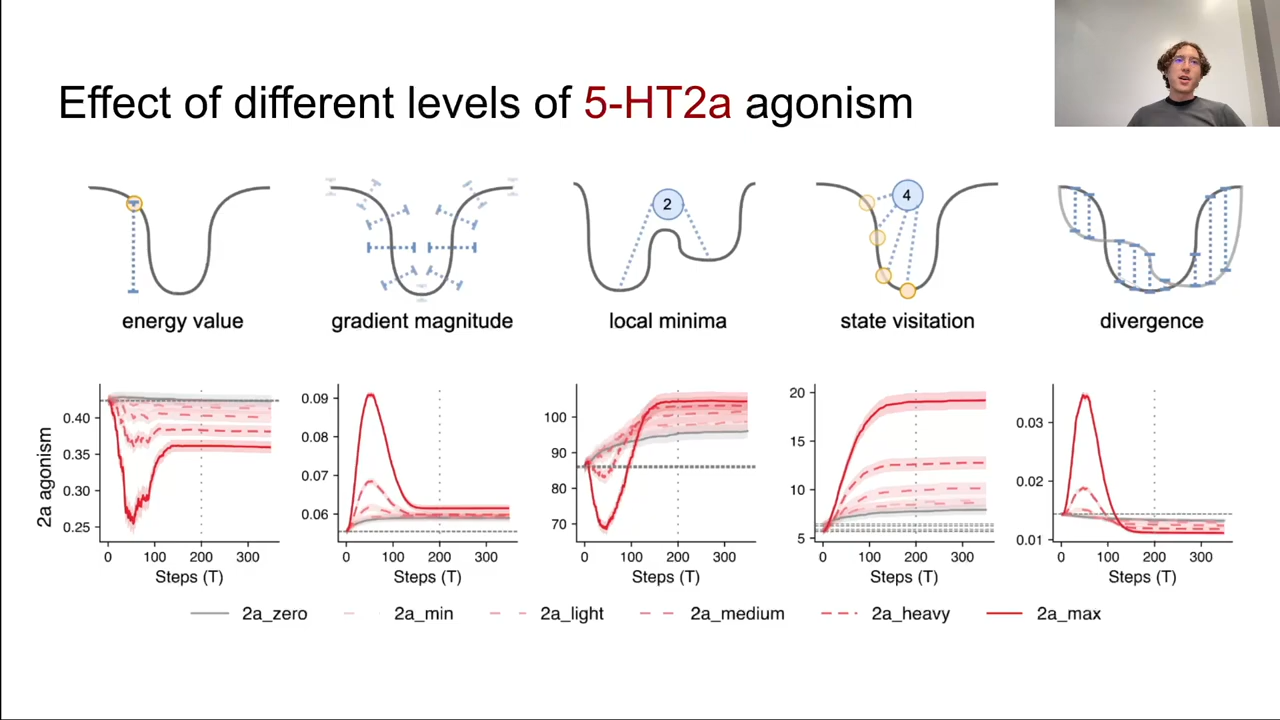 Effect of different levels of 5-HT2a agonism
2
4
energy value
gradient magnitude
local minima
state visitation
divergence
2a agonism
0.40
0.35
0.30
0.25
0 100 200 300
Steps (T)
0.09
0.08
0.07
0.06
0 100 200 300
Steps (T)
100
90
80
70
0 100 200 300
Steps (T)
20
15
10
5
0 100 200 300
Steps (T)
0.03
0.02
0.01
0 100 200 300
Steps (T)
2a_zero 2a_min 2a_light 2a_medium 2a_heavy 2a_max